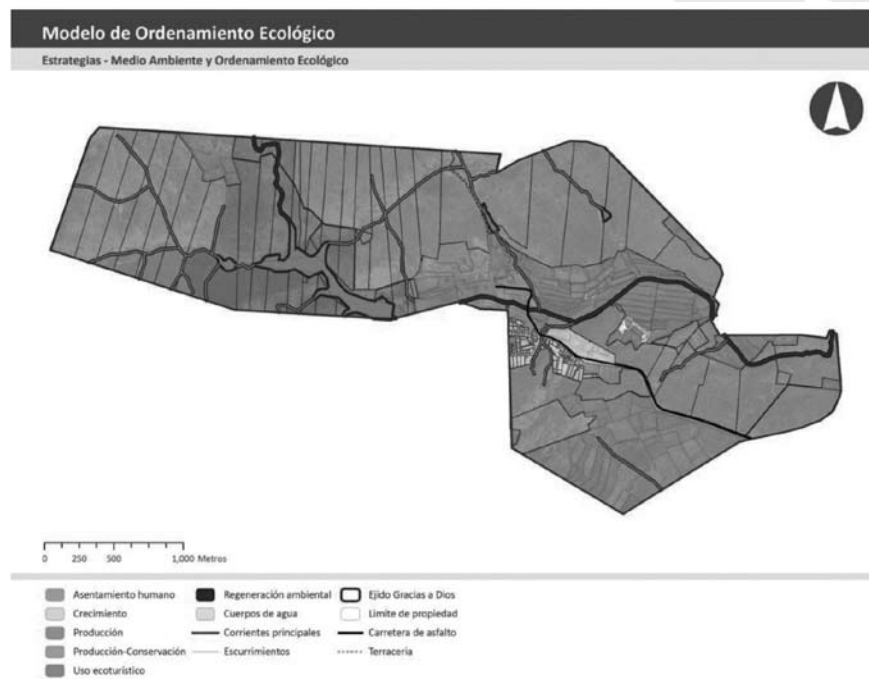 Modelo de Ordenamiento Ecológico
Estrategias - Medio Ambiente y Ordenamiento Ecológico
0 250 500 1,000 Metros
Asentamiento humano
Crecimiento
Producción
Producción-Conservación
Uso ecoturístico
Regeneración ambiental
Cuerpos de agua
Corrientes principales
Escurrimientos
Ejido Gracias a Dios
Limite de propiedad
Carretera de asfalto
Terraceria